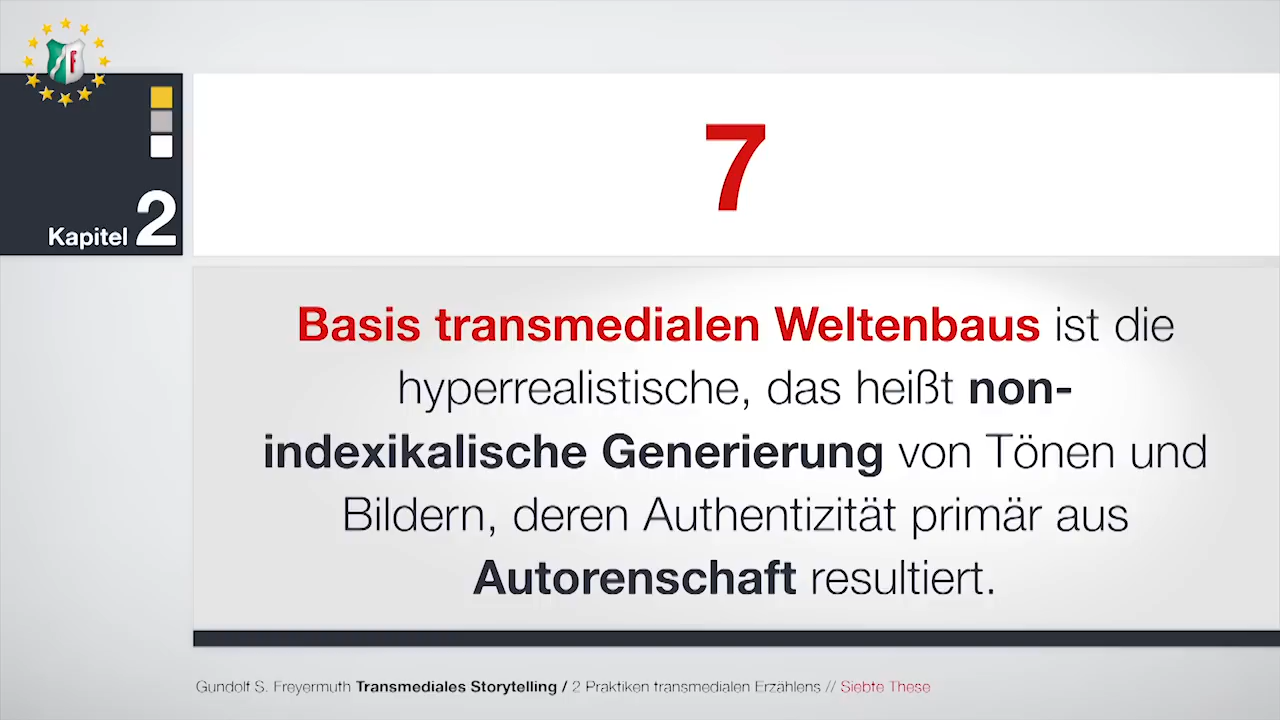 F
Kapitel 2
7
Basis transmedialen Weltenbaus ist die
hyperrealistische, das heißt non-
indexikalische Generierung von Tönen und
Bildern, deren Authentizität primär aus
Autorenschaft resultiert.
Gundolf S. Freyermuth Transmediales Storytelling / 2 Praktiken transmedialen Erzählens // Siebte These